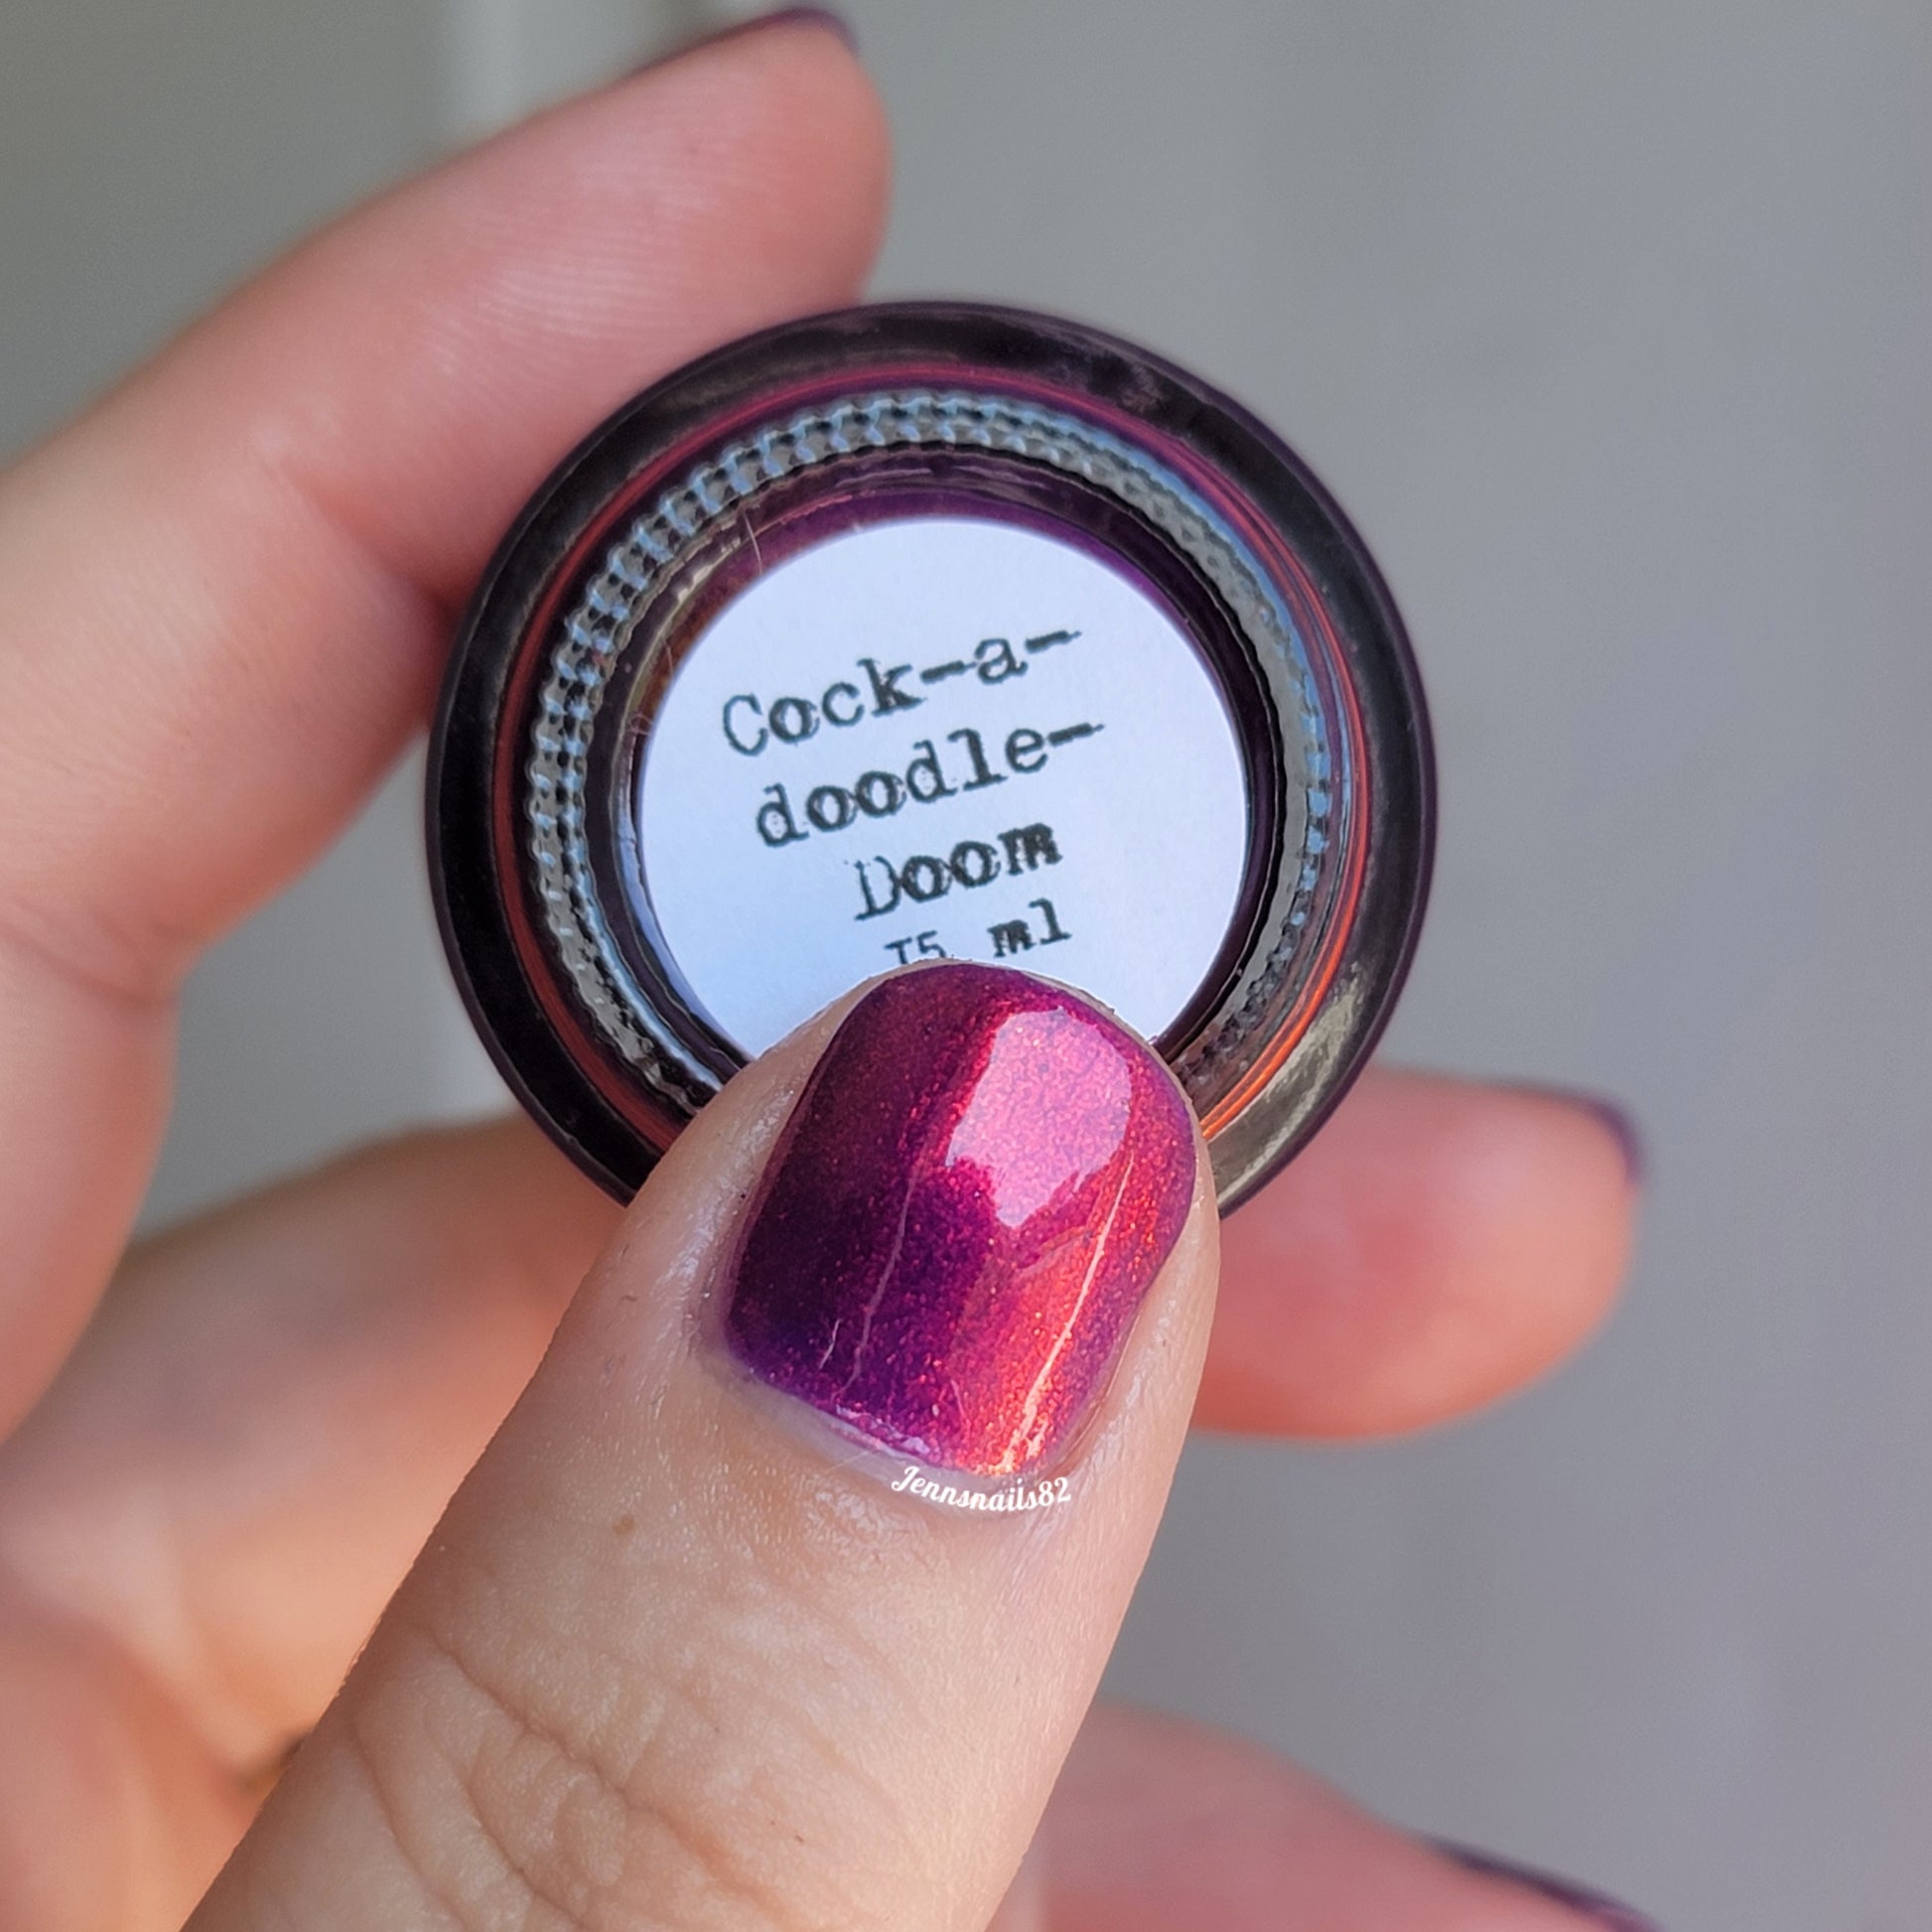 Cock-a-
doodle-
Doom
15 ml
Jennsnails82